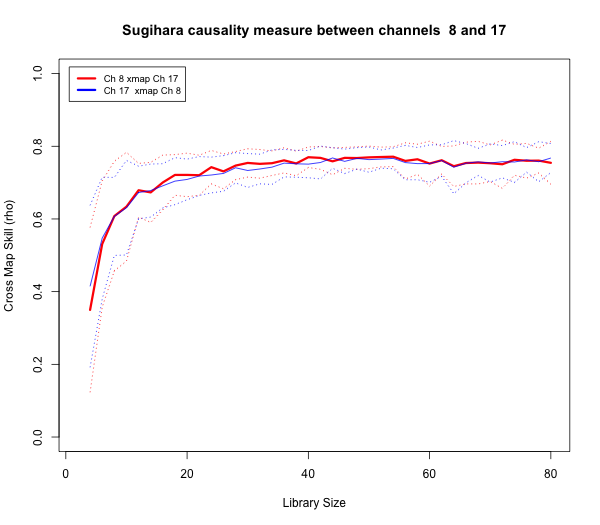 Sugihara causality measure between channels  8 and 17
Ch 8 xmap Ch 17
Ch 17  xmap Ch 8
Cross Map Skill (rho)
1.0
0.8
0.6
0.4
0.2
0.0
0 20 40 60 80
Library Size